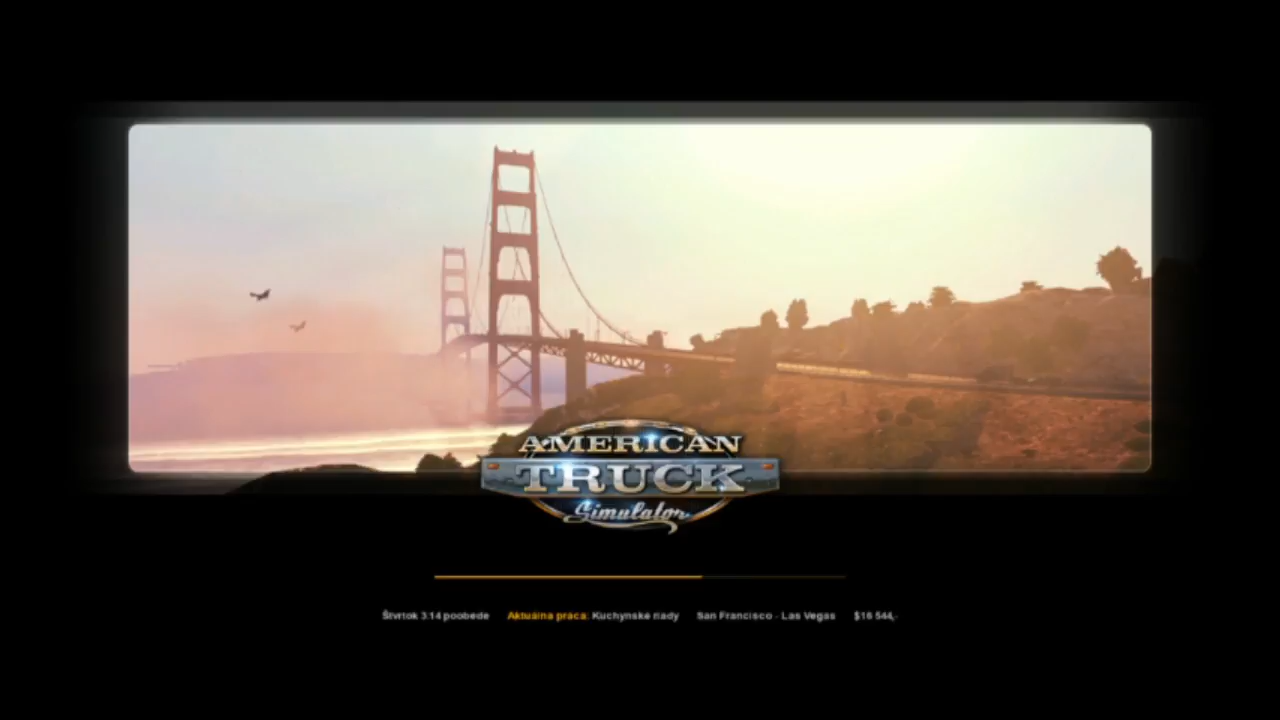 AMERICAN
TRUCK
Simulator
Štvrtok 3:14 poobede Aktuálna práca: Kuchynské riady San Francisco - Las Vegas $16 544,-